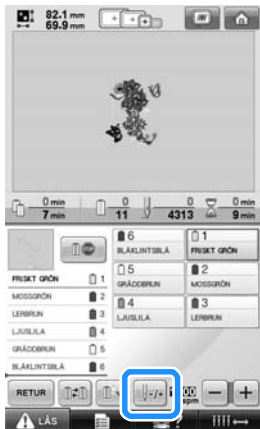 82.1 mm
69.9 mm
0 min
7 min
0
11
0
4313
0 min
9 min
6
BLÅKLINTSBLÅ
1
FRISKT GRÖN
5
GRÄDDBRUN
2
MOSSGRÖN
4
LJUSLILA
3
LERBRUN
FRISKT GRÖN 1
MOSSGRÖN 2
LERBRUN 3
LJUSLILA 4
GRÄDDBRUN 5
BLÅKLINTSBLÅ 6
RETUR
-/+
00
spm
- +
LÅS